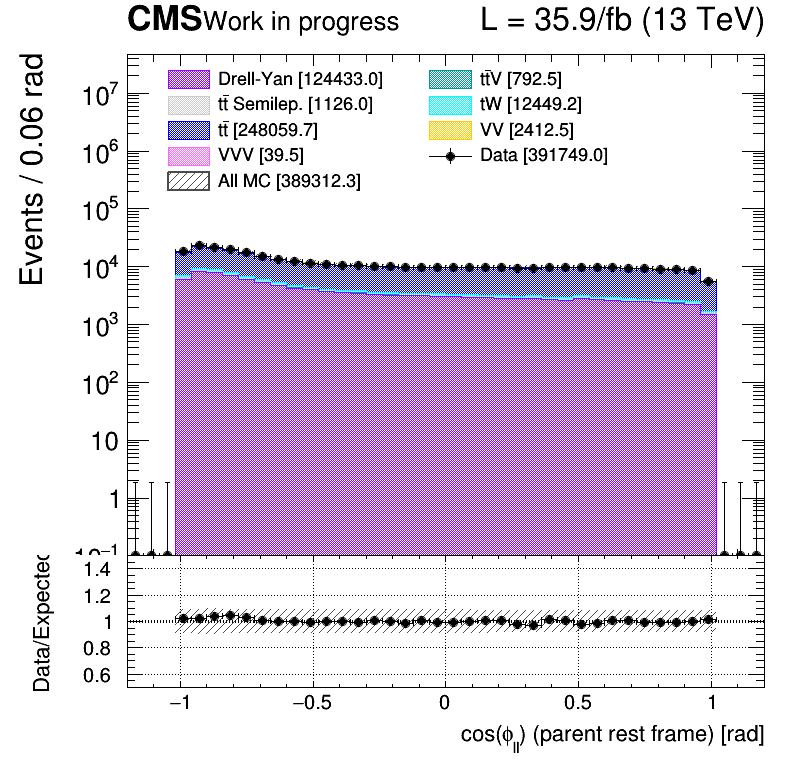 CMS Work in progress L = 35.9/fb (13 TeV)
Events / 0.06 rad
Drell-Yan [124433.0]
tt̄ Semilep. [1126.0]
tt̄ [248059.7]
VVV [39.5]
All MC [389312.3]
tt̄V [792.5]
tW [12449.2]
VV [2412.5]
Data [391749.0]
10⁷
10⁶
10⁵
10⁴
10³
10²
10
1
10⁻¹
Data/Expected
1.4
1.2
1
0.8
0.6
−1 −0.5 0 0.5 1
cos(ϕ_ll) (parent rest frame) [rad]